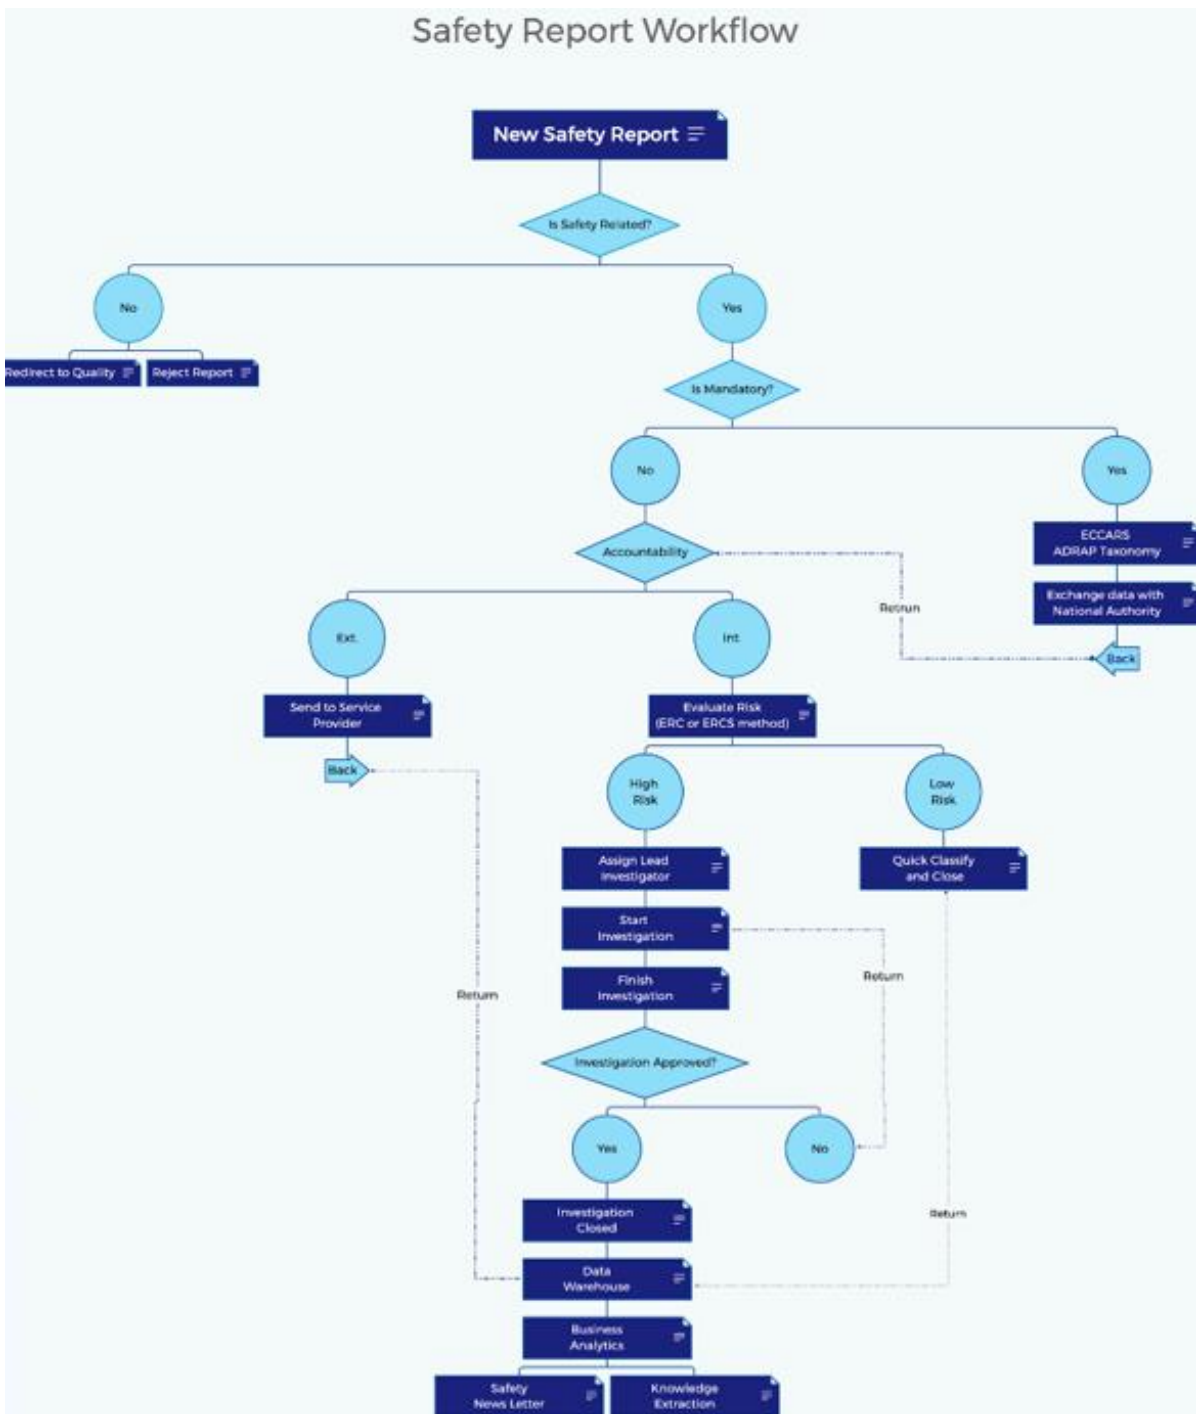 Safety Report Workflow
New Safety Report
Is Safety Related?
No
Yes
Redirect to Quality
Reject Report
Is Mandatory?
No
Yes
Accountability
ECCARS
ADRAP Taxonomy
Exchange data with
National Authority
Retrun
Back
Ext.
Int
Send to Service
Provider
Back
Evaluate Risk
(ERC or ERCS method)
High
Risk
Low
Risk
Assign Lead
Investigator
Quick Classify
and Close
Start
Investigation
Return
Finish
Investigation
Return
Investigation Approved?
Yes
No
Investigation
Closed
Return
Data
Warehouse
Business
Analytics
Safety
News Letter
Knowledge
Extraction